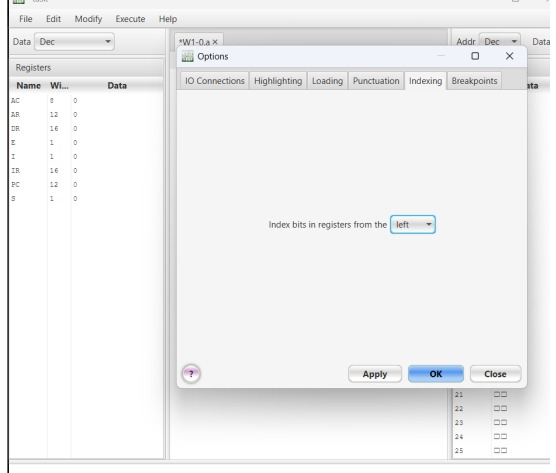 task
File Edit Modify Execute Help
Data Dec
*W1-0.a ×
Addr Dec Data
Registers
Name Wi... Data
AC 8 0
AR 12 0
DR 16 0
E 1 0
I 1 0
IR 16 0
PC 12 0
S 1 0
Options
IO Connections Highlighting Loading Punctuation Indexing Breakpoints
Index bits in registers from the left
? Apply OK Close
ata
21
22
23
24
25